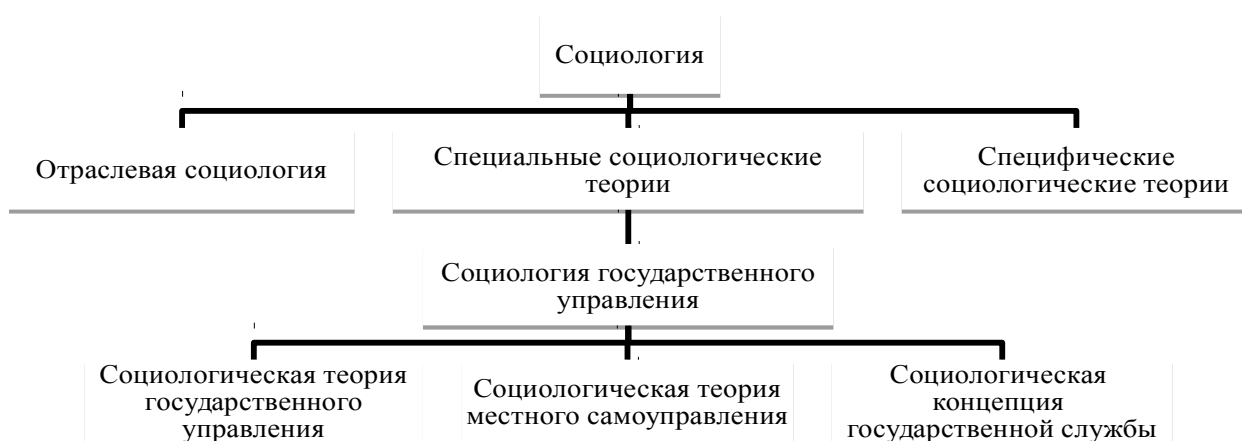 Социология
Отраслевая социология
Специальные социологические
теории
Специфические
социологические теории
Социология государственного
управления
Социологическая теория
государственного
управления
Социологическая теория
местного самоуправления
Социологическая
концепция
государственной службы